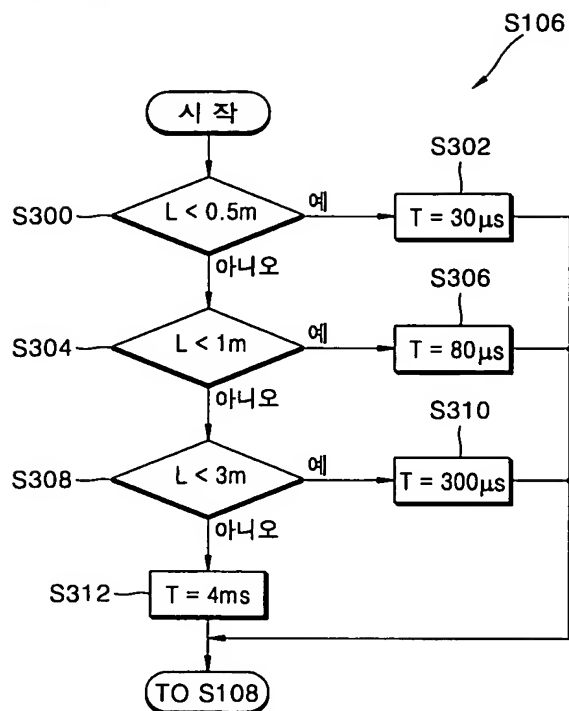 S106
시 작
S302
S300
L < 0.5m
예
T = 30μs
아니오
S306
S304
L < 1m
예
T = 80μs
아니오
S310
S308
L < 3m
예
T = 300μs
아니오
S312
T = 4ms
TO S108